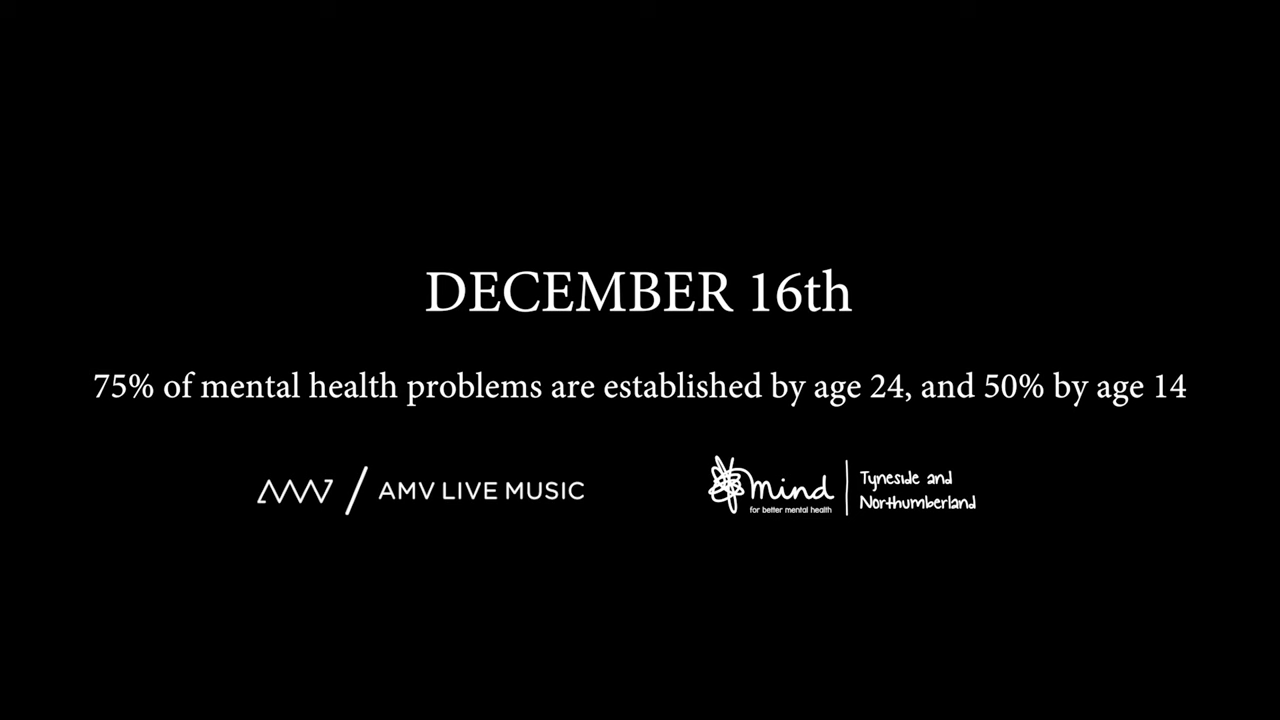 DECEMBER 16th
75% of mental health problems are established by age 24, and 50% by age 14
AMV / AMV LIVE MUSIC
mind
for better mental health
Tyneside and
Northumberland